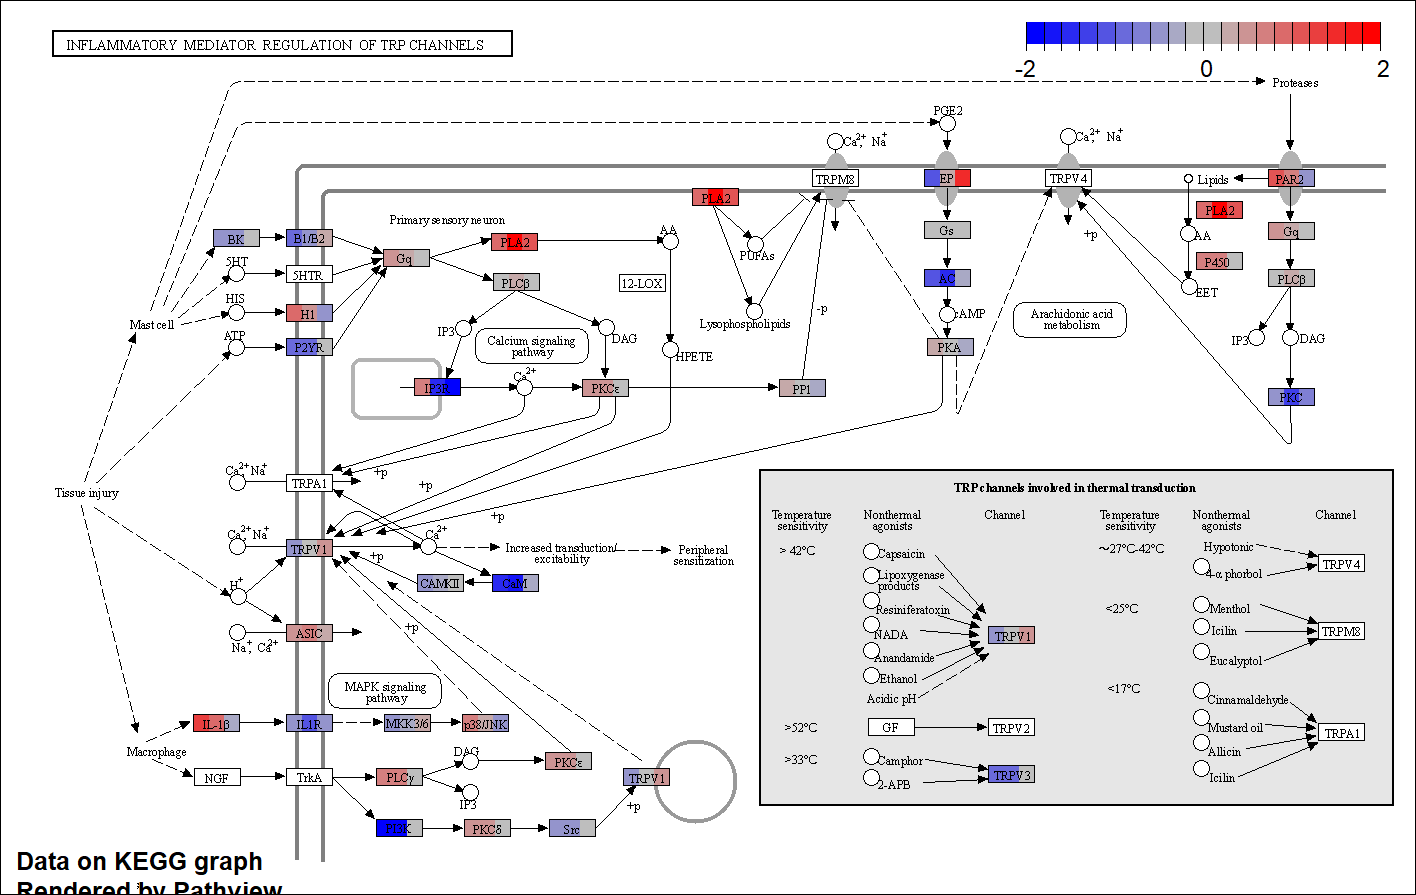 INFLAMMATORY MEDIATOR REGULATION OF TRP CHANNELS
-2
0
2
Proteases
PGE2
Ca2+, Na+
Ca2+, Na+
TRPM8
EP
TRPV4
Lipids
PAR2
PLA2
PLA2
Primary sensory neuron
BK
B1/B2
Gq
PLA2
AA
PUFAs
Gs
+p
AA
Gq
5HT
5HTR
PLCβ
12-LOX
AC
P450
PLCβ
EET
HIS
H1
Mast cell
IP3
Calcium signaling
pathway
DAG
Lysophospholipids
-p
cAMP
Arachidonic acid
metabolism
IP3
DAG
ATP
P2YR
HPETE
PKA
IP3R
Ca2+
PKCε
PP1
PKC
Ca2+ Na+
TRPA1
+p
+p
Tissue injury
+p
Ca2+ Na+
TRPV1
Ca2+
+p
Increased transduction/
excitability
Peripheral
sensitization
CAMKII
CaM
H+
ASIC
Na+, Ca2+
+p
MAPK signaling
pathway
IL-1β
IL1R
MKK3/6
p38/JNK
Macrophage
NGF
TrkA
PLCγ
DAG
IP3
PKCε
TRPV1
+p
PI3K
PKCδ
Src
TRP channels involved in thermal transduction
Temperature
sensitivity
Nonthermal
agonists
Channel
Temperature
sensitivity
Nonthermal
agonists
Channel
> 42°C
Capsaicin
Lipoxygenase
products
Resiniferatoxin
NADA
Anandamide
Ethanol
Acidic pH
TRPV1
>52°C
GF
TRPV2
>33°C
Camphor
2-APB
TRPV3
~27°C-42°C
Hypotonic
4-α phorbol
TRPV4
<25°C
Menthol
Icilin
Eucalyptol
TRPM8
<17°C
Cinnamaldehyde
Mustard oil
Allicin
Icilin
TRPA1
Data on KEGG graph
Rendered by Pathview